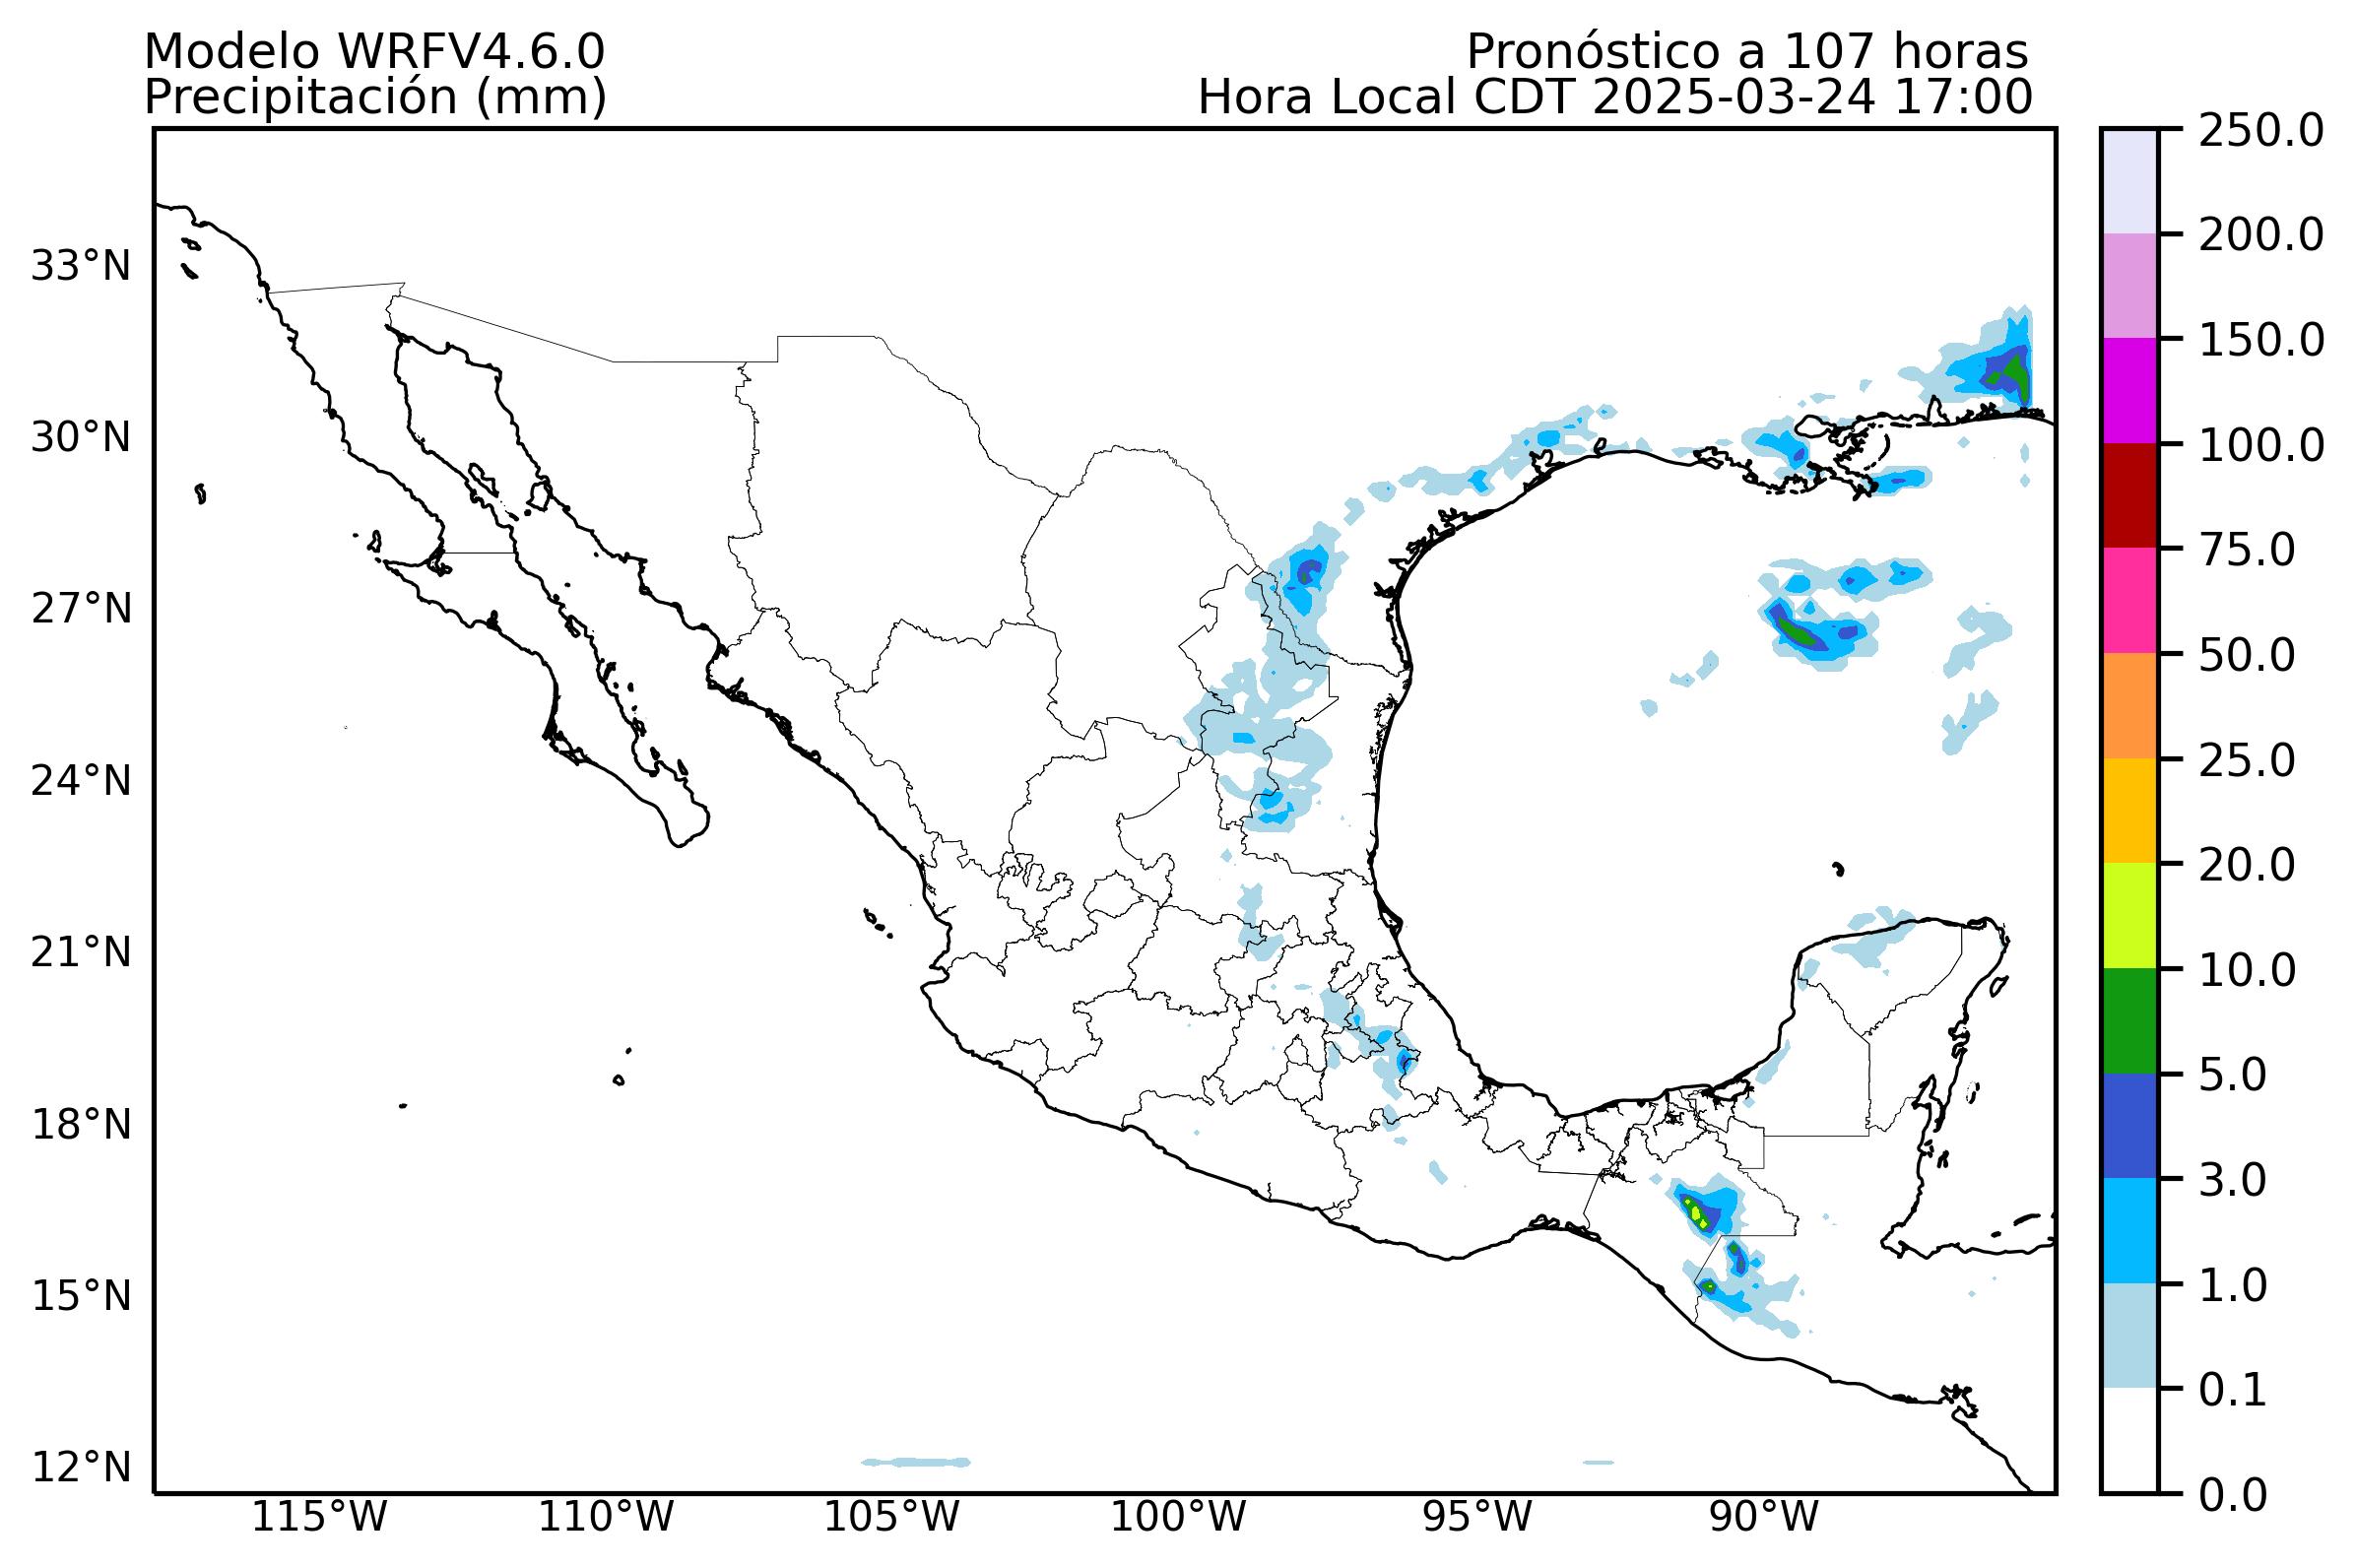 Modelo WRFV4.6.0
Pronóstico a 107 horas
Precipitación (mm)
Hora Local CDT 2025-03-24 17:00
250.0
200.0
150.0
100.0
75.0
50.0
25.0
20.0
10.0
5.0
3.0
1.0
0.1
0.0
33°N
30°N
27°N
24°N
21°N
18°N
15°N
12°N
115°W
110°W
105°W
100°W
95°W
90°W